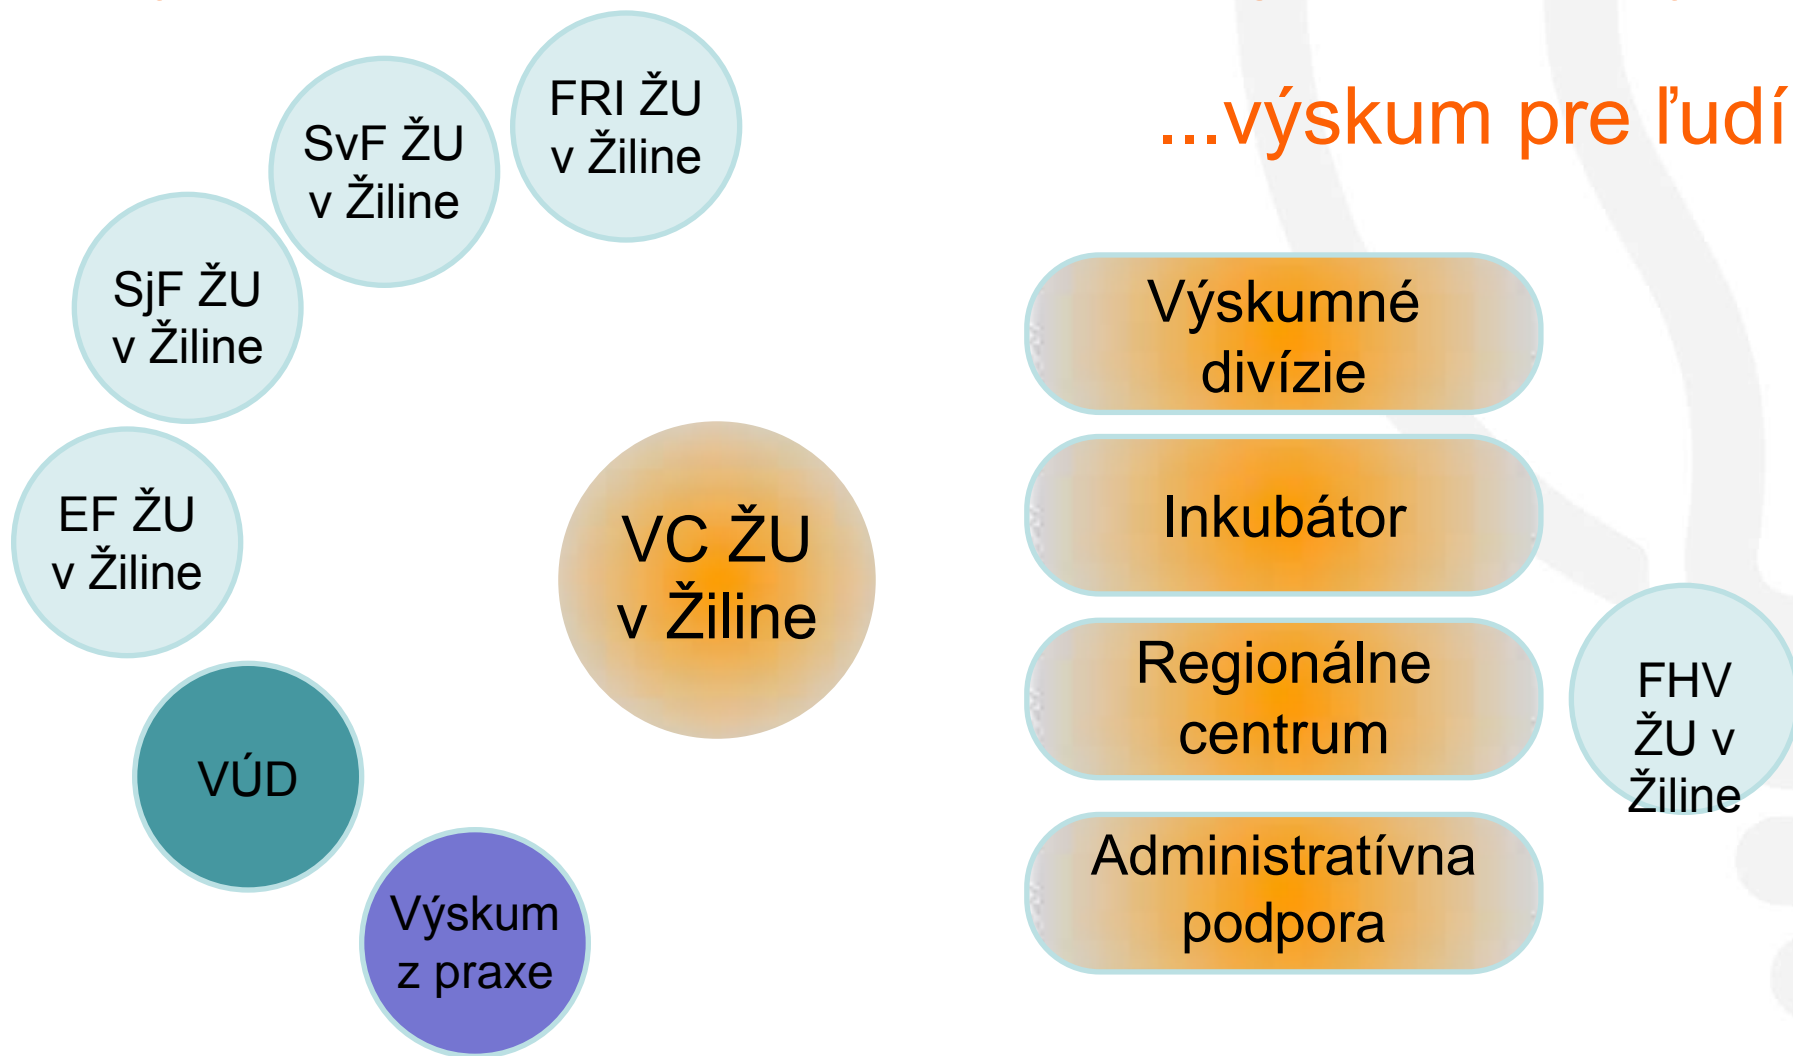 ...výskum pre ľudí
FRI ŽU
v Žiline
SvF ŽU
v Žiline
SjF ŽU
v Žiline
EF ŽU
v Žiline
VÚD
Výskum
z praxe
VC ŽU
v Žiline
Výskumné
divízie
Inkubátor
Regionálne
centrum
Administratívna
podpora
FHV
ŽU v
Žiline